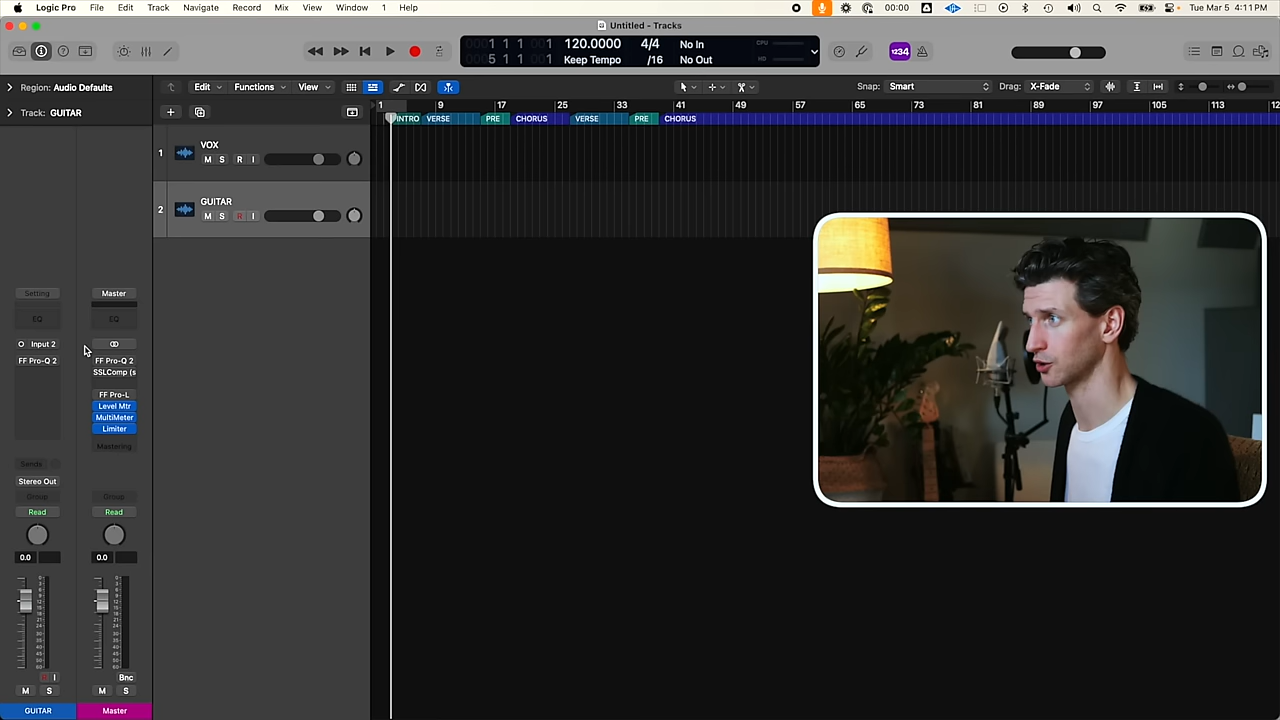 Logic Pro File Edit Track Navigate Record Mix View Window 1 Help 00:00 Tue Mar 5 4:11 PM
Untitled - Tracks
1 1 1 1 120.0000 4/4 No In CPU
5 1 1 1 Keep Tempo /16 No Out HD
1234
Region: Audio Defaults Edit Functions View Snap: Smart Drag: X-Fade
Track: GUITAR
1 9 17 25 33 41 49 57 65 73 81 89 97 105 113
INTRO VERSE PRE CHORUS VERSE PRE CHORUS
1 VOX
M S R I
2 GUITAR
M S R I
Setting Master
EQ EQ
Input 2
FF Pro-Q 2 FF Pro-Q 2
SSLComp (s
FF Pro-L
Level Mtr
MultiMeter
Limiter
Mastering
Sends
Stereo Out
Group Group
Read Read
0.0 0.0
R I Bnc
M S M S
GUITAR Master